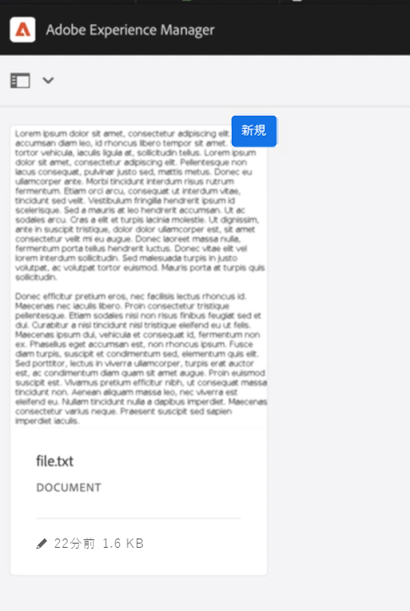 Adobe Experience Manager
新規
Lorem ipsum dolor sit amet, consectetur adipiscing elit.
accumsan diam leo, id rhoncus libero tempor sit amet.
tortor vehicula, iaculis ligula at, sollicitudin tellus. Lorem ipsum
dolor sit amet, consectetur adipiscing elit. Pellentesque non
lacus consequat, pulvinar justo sed, mattis metus. Donec eu
ullamcorper ante. Morbi tincidunt interdum risus rutrum
fermentum. Etiam orci arcu, consequat ut interdum vitae,
tincidunt sed velit. Vestibulum fringilla hendrerit ipsum id
scelerisque. Sed a mauris at leo hendrerit accumsan. Ut ac
sodales arcu. Cras a elit et turpis lacinia molestie. Ut dignissim,
ante in suscipit tristique, dolor dolor ullamcorper est, sit amet
consectetur velit mi eu augue. Donec laoreet massa nulla,
fermentum porta tellus hendrerit luctus. Donec vitae elit vel
lorem interdum sollicitudin. Sed malesuada turpis in justo
volutpat, ac volutpat tortor euismod. Mauris porta at turpis quis
sollicitudin.
Donec efficitur pretium eros, nec facilisis lectus rhoncus id.
Maecenas nec iaculis libero. Proin consectetur tristique
pellentesque. Etiam sodales nisl non risus finibus feugiat sed et
dui. Curabitur a nisl tincidunt nisl tristique eleifend eu ut felis.
Maecenas ipsum dui, vehicula et consequat id, fermentum non
ex. Phasellus eget accumsan est, non rhoncus ipsum. Fusce
diam turpis, suscipit et condimentum sed, elementum quis elit.
Sed porttitor, lectus in viverra ullamcorper, turpis erat auctor
est, ac condimentum diam quam sit amet augue. Proin euismod
suscipit est. Vivamus pretium efficitur nibh, ut consequat massa
tincidunt non. Aenean aliquam massa leo, nec viverra est
eleifend eu. Nullam tincidunt nulla a dapibus imperdiet. Maecenas
consectetur varius neque. Praesent suscipit sed sapien
imperdiet iaculis.
file.txt
DOCUMENT
22分前 1.6 KB